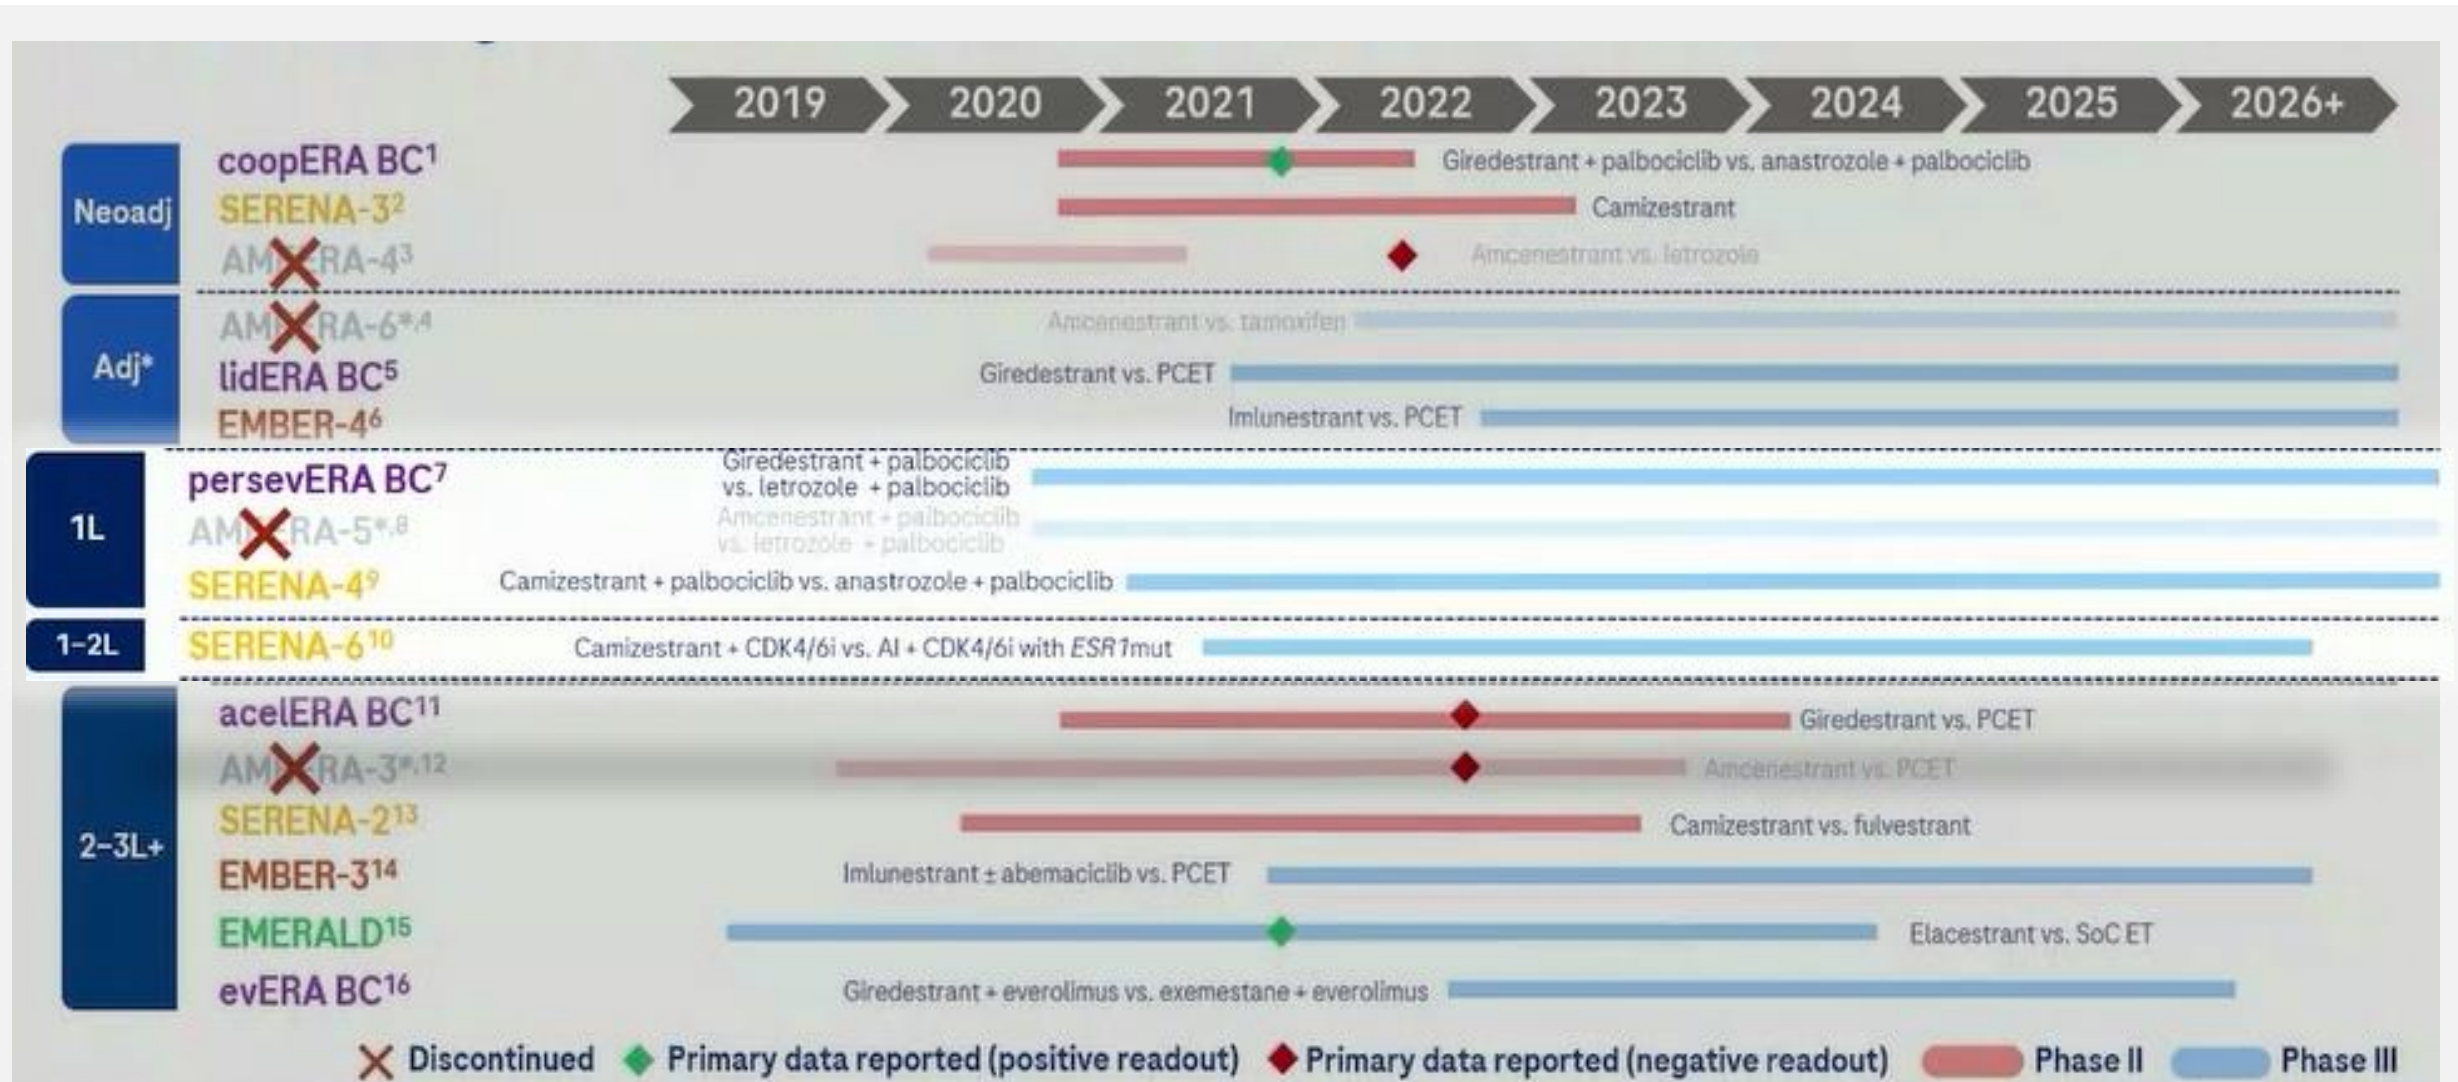 2019 2020 2021 2022 2023 2024 2025 2026+
Neoadj
coopERA BC¹ Giredestrant + palbociclib vs. anastrozole + palbociclib
SERENA-3² Camizestrant
AM RA-4³ Amcenestrant vs. letrozole
Adj*
AM RA-6*,4 Amcenestrant vs. tamoxifen
lidERA BC⁵ Giredestrant vs. PCET
EMBER-4⁶ Imlunestrant vs. PCET
1L
persevERA BC⁷ Giredestrant + palbociclib
vs. letrozole + palbociclib
AM RA-5*,8 Amcenestrant + palbociclib
vs. letrozole + palbociclib
SERENA-4⁹ Camizestrant + palbociclib vs. anastrozole + palbociclib
1-2L
SERENA-6¹⁰ Camizestrant + CDK4/6i vs. AI + CDK4/6i with ESR1mut
2-3L+
acelERA BC¹¹ Giredestrant vs. PCET
AM RA-3*,12 Amcenestrant vs. PCET
SERENA-2¹³ Camizestrant vs. fulvestrant
EMBER-3¹⁴ Imlunestrant ± abemaciclib vs. PCET
EMERALD¹⁵ Elacestrant vs. SoC ET
evERA BC¹⁶ Giredestrant + everolimus vs. exemestane + everolimus
Discontinued Primary data reported (positive readout) Primary data reported (negative readout) Phase II Phase III